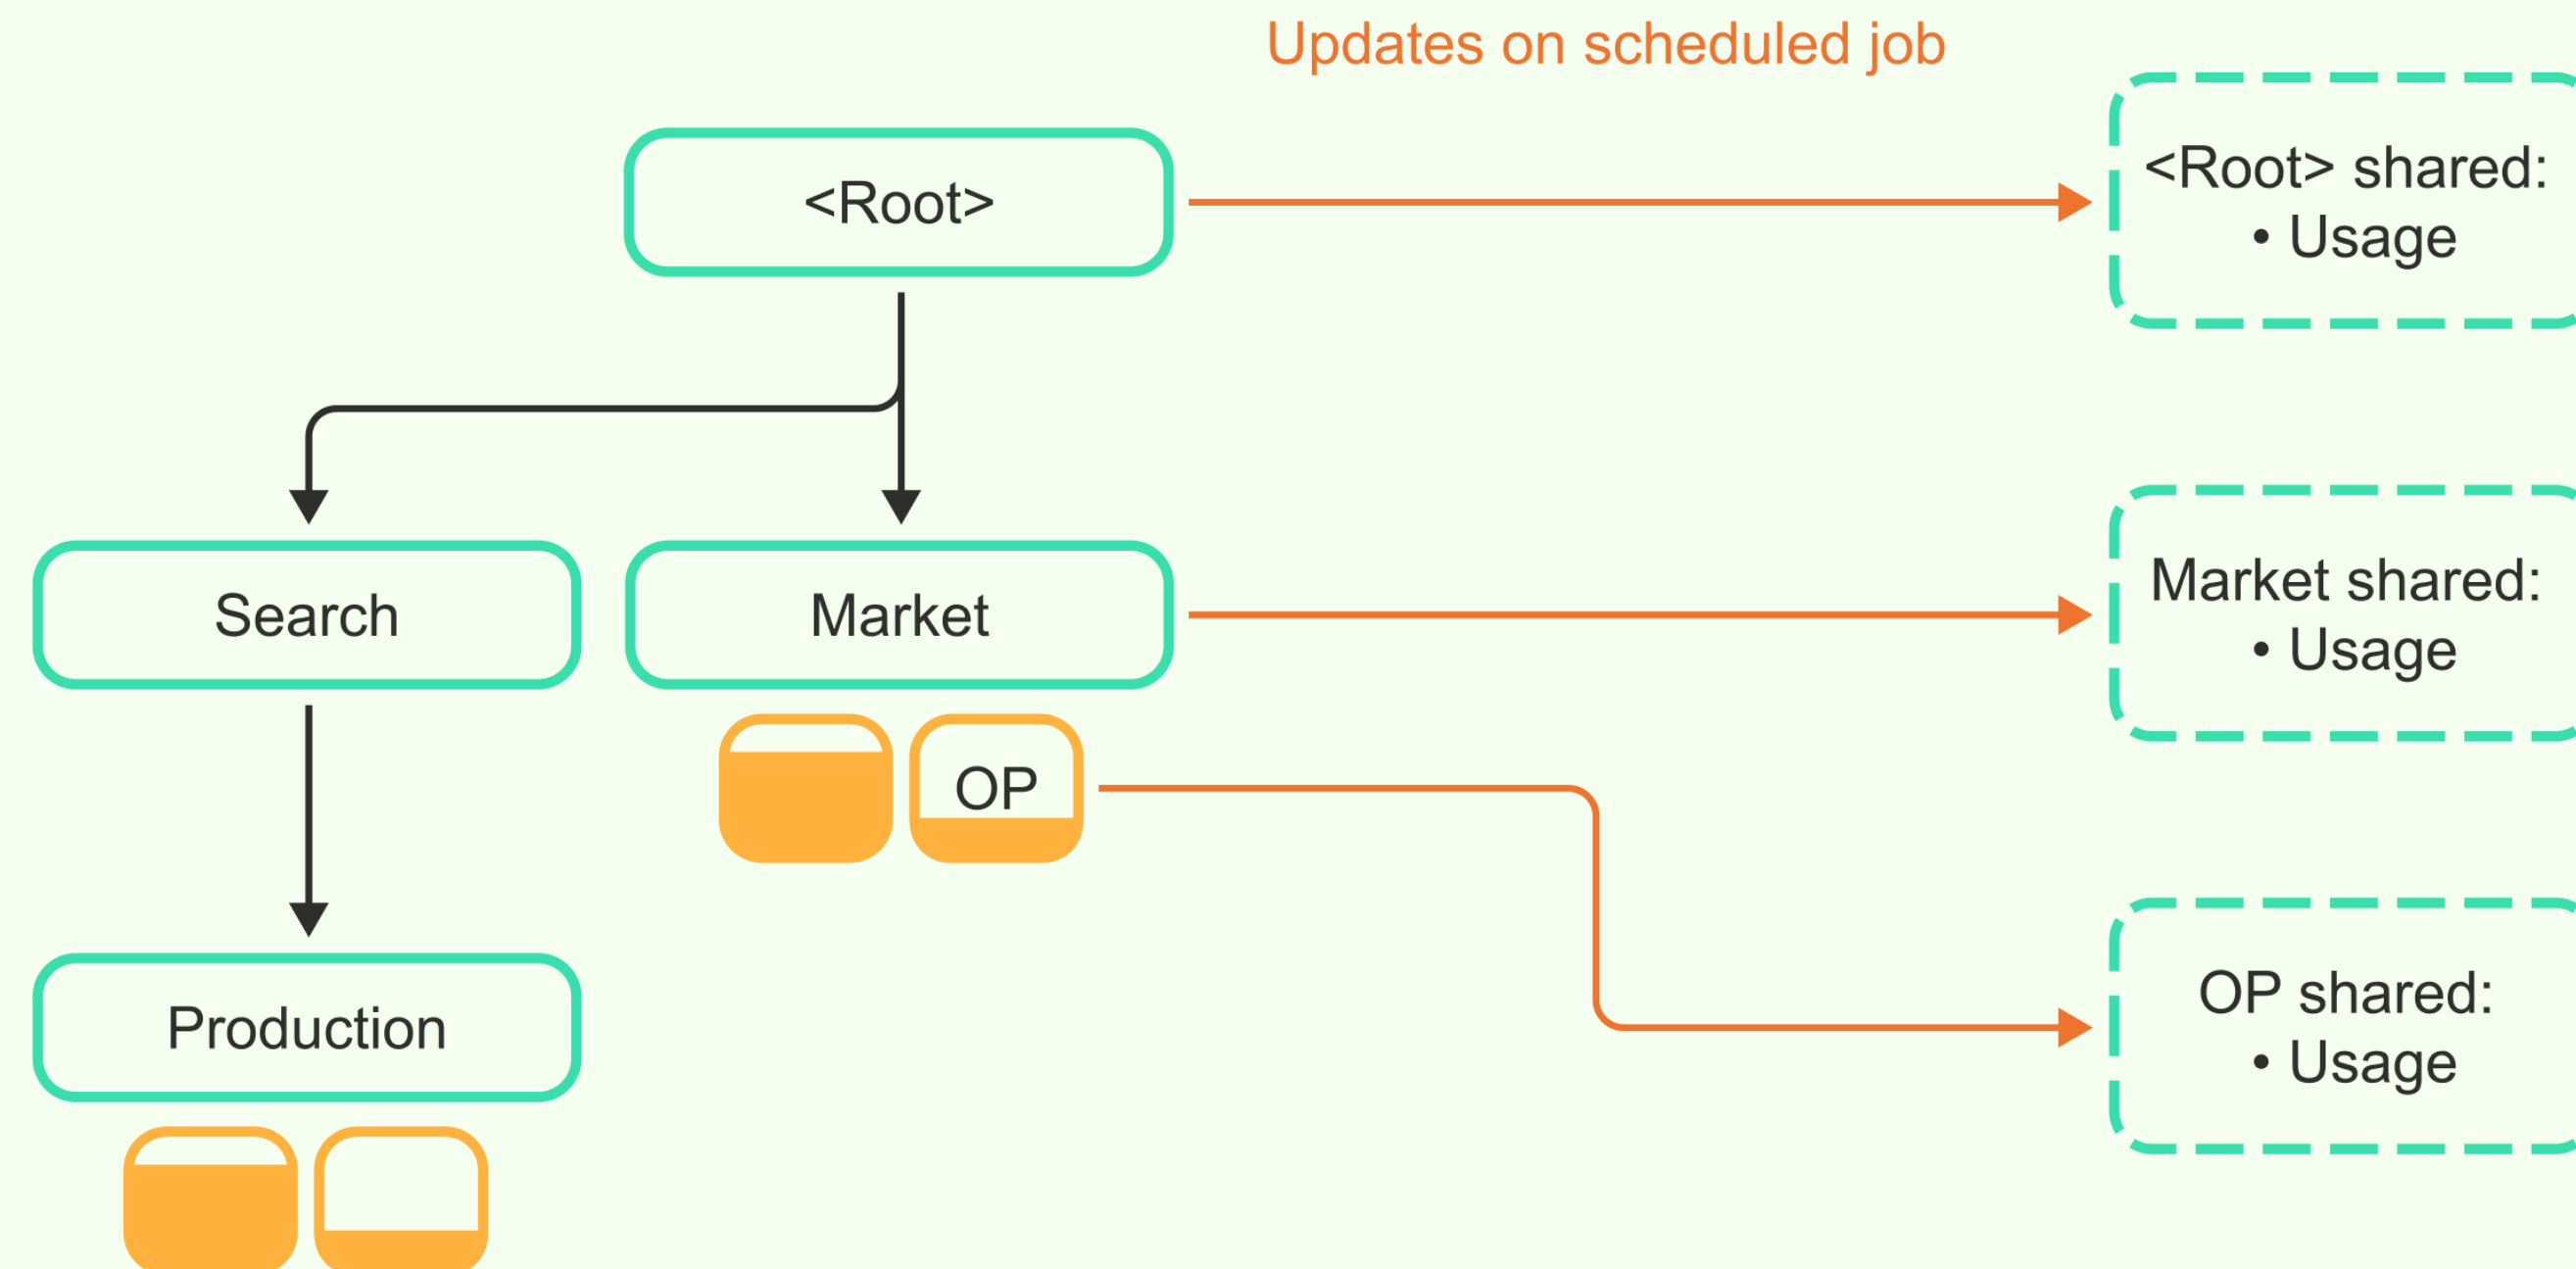 Updates on scheduled job
<Root>
<Root> shared:
• Usage
Search
Market
Market shared:
• Usage
OP
Production
OP shared:
• Usage